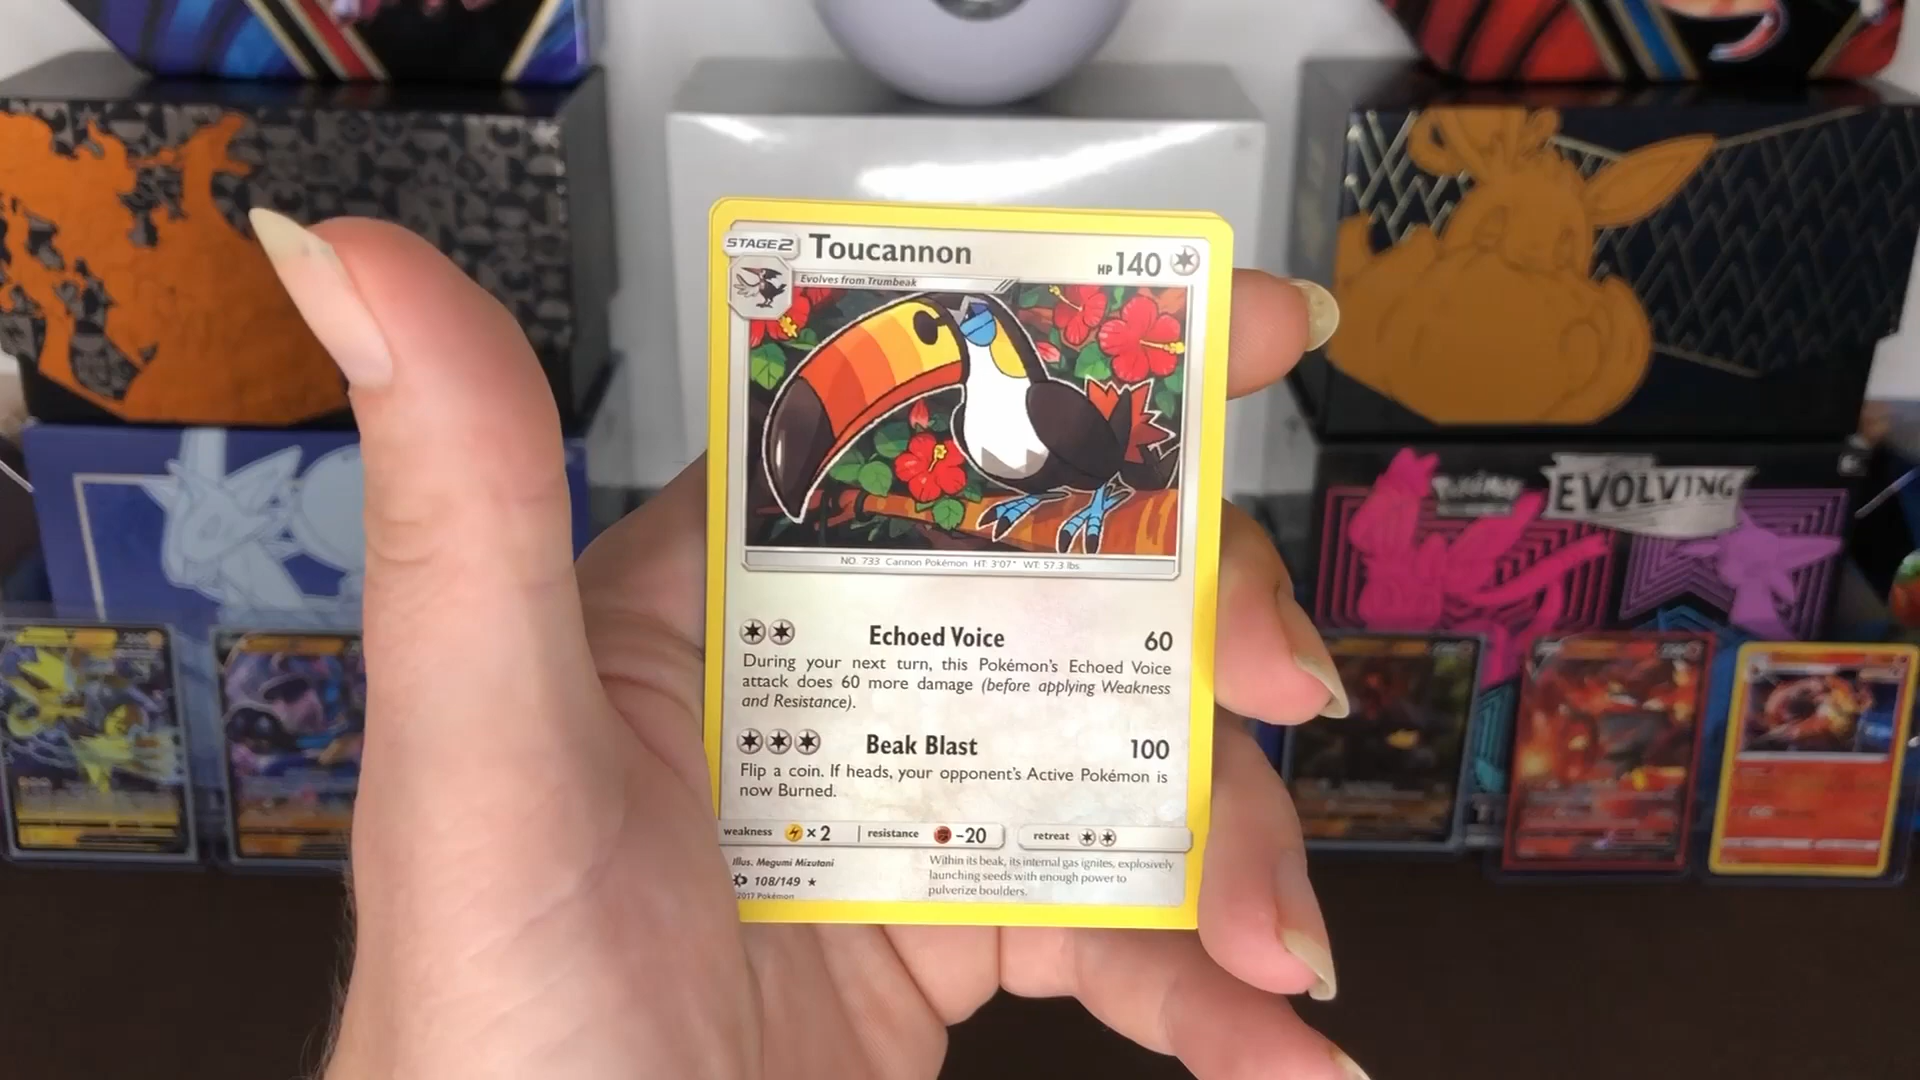 STAGE 2 Toucannon HP 140
Evolves from Trumbeak
NO. 733 Cannon Pokémon HT: 3'07" WT: 57.3 lbs.
Echoed Voice 60
During your next turn, this Pokémon's Echoed Voice
attack does 60 more damage (before applying Weakness
and Resistance).
Beak Blast 100
Flip a coin. If heads, your opponent's Active Pokémon is
now Burned.
weakness ×2 resistance -20 retreat
Illus. Megumi Mizutani
108/149 ★
2017 Pokémon
Within its beak, its internal gas ignites, explosively
launching seeds with enough power to
pulverize boulders.
Pokémon
EVOLVING